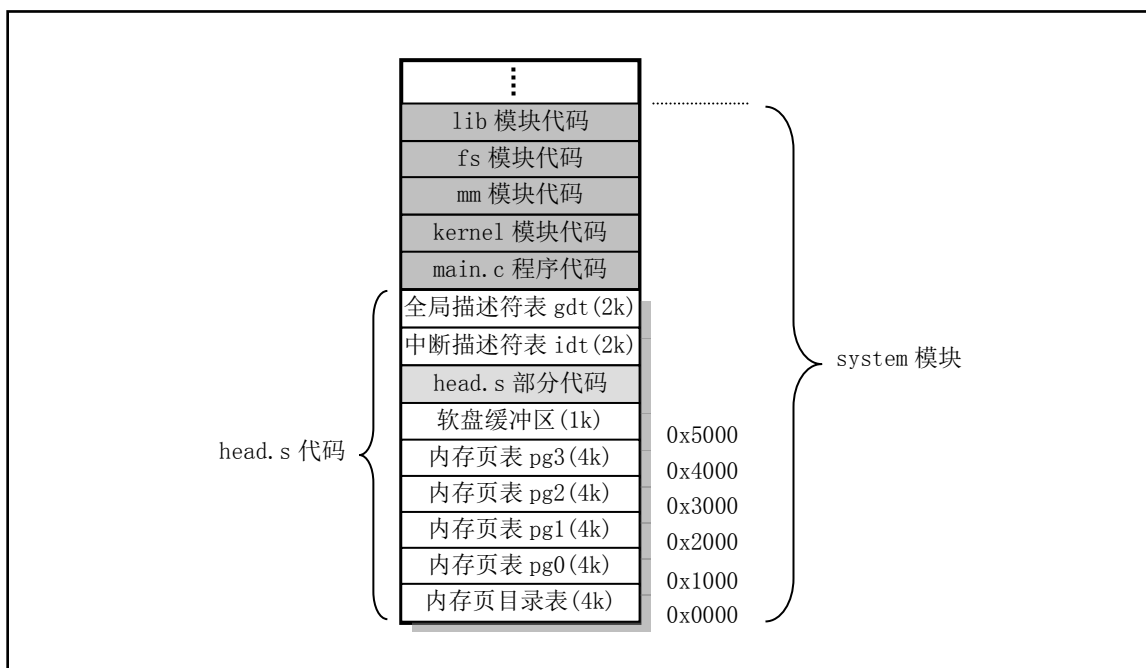 lib 模块代码
fs 模块代码
mm 模块代码
kernel 模块代码
main.c 程序代码
全局描述符表 gdt(2k)
中断描述符表 idt(2k)
head.s 部分代码
软盘缓冲区(1k)
内存页表 pg3(4k)
内存页表 pg2(4k)
内存页表 pg1(4k)
内存页表 pg0(4k)
内存页目录表(4k)
head.s 代码
0x5000
0x4000
0x3000
0x2000
0x1000
0x0000
system 模块